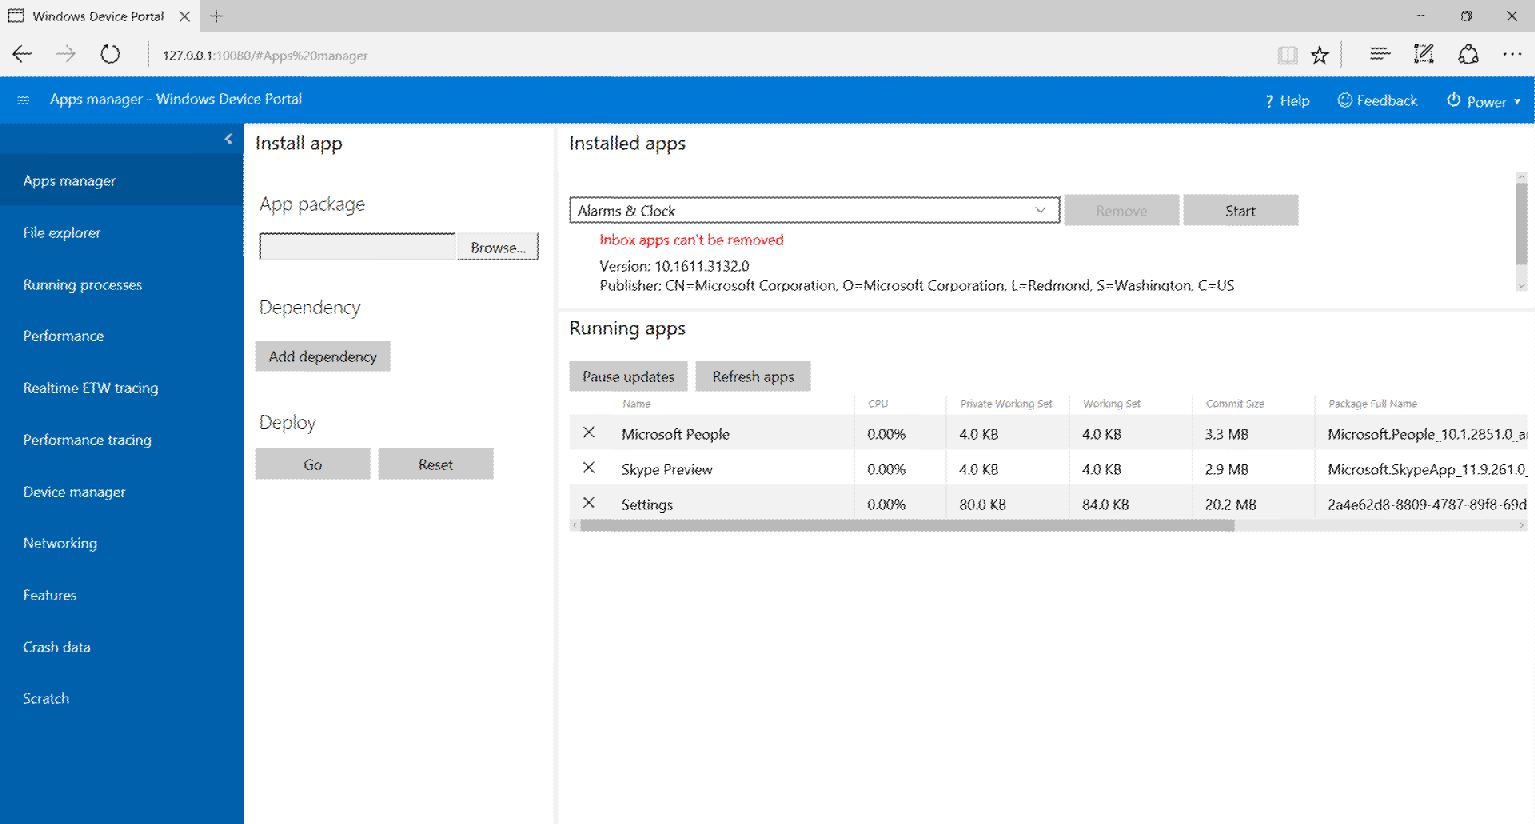 Windows Device Portal
127.0.0.1:10080/#Apps%20manager
Apps manager - Windows Device Portal
? Help
Feedback
Power
Apps manager
File explorer
Running processes
Performance
Realtime ETW tracing
Performance tracing
Device manager
Networking
Features
Crash data
Scratch
Install app
App package
Browse...
Dependency
Add dependency
Deploy
Go Reset
Installed apps
Alarms & Clock Remove Start
Inbox apps can't be removed
Version: 10.1611.3132.0
Publisher: CN=Microsoft Corporation, O=Microsoft Corporation, L=Redmond, S=Washington, C=US
Running apps
Pause updates Refresh apps
Name CPU Private Working Set Working Set Commit Size Package Full Name
Microsoft People 0.00% 4.0 KB 4.0 KB 3.3 MB Microsoft.People_10.1.2851.0_
Skype Preview 0.00% 4.0 KB 4.0 KB 2.9 MB Microsoft.SkypeApp_11.9.261.0_
Settings 0.00% 80.0 KB 84.0 KB 20.2 MB 2a4e62d8-8809-4787-89f8-69d